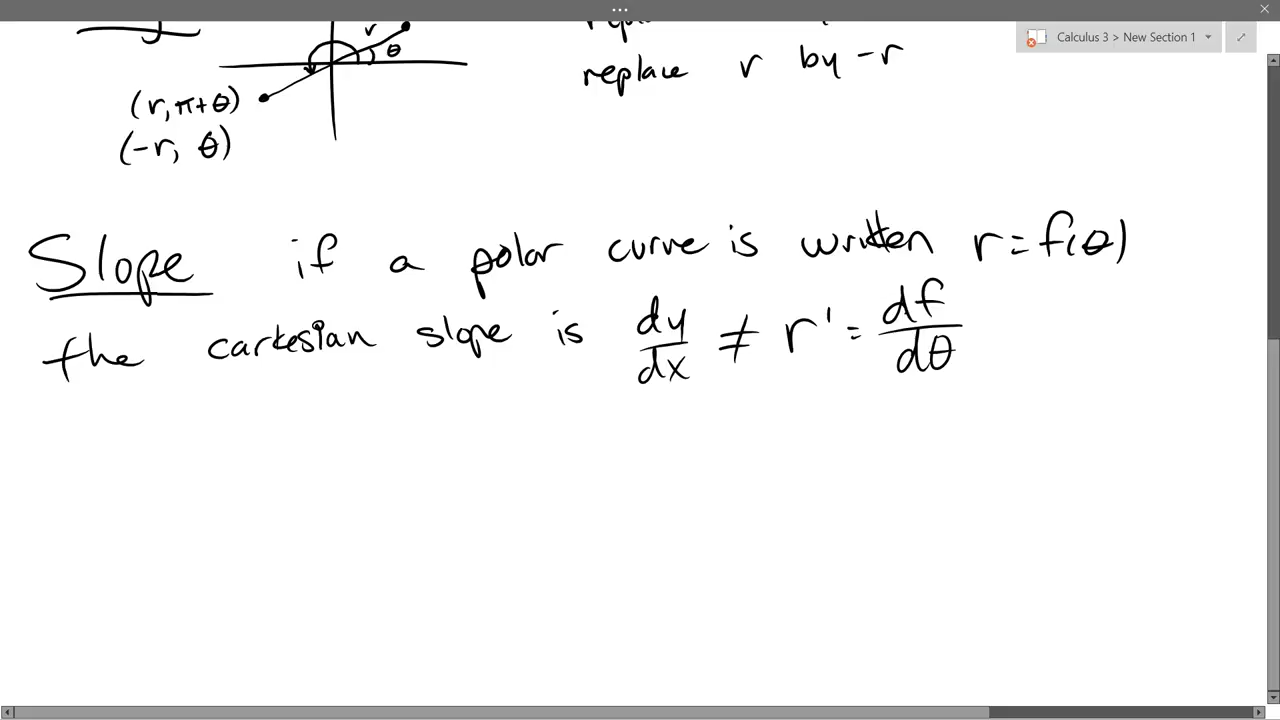 Calculus 3 > New Section 1
r
θ
replace r by -r
(r, π+θ)
(-r, θ)
Slope if a polar curve is written r = f(θ)
the cartesian slope is dy/dx ≠ r' = df/dθ